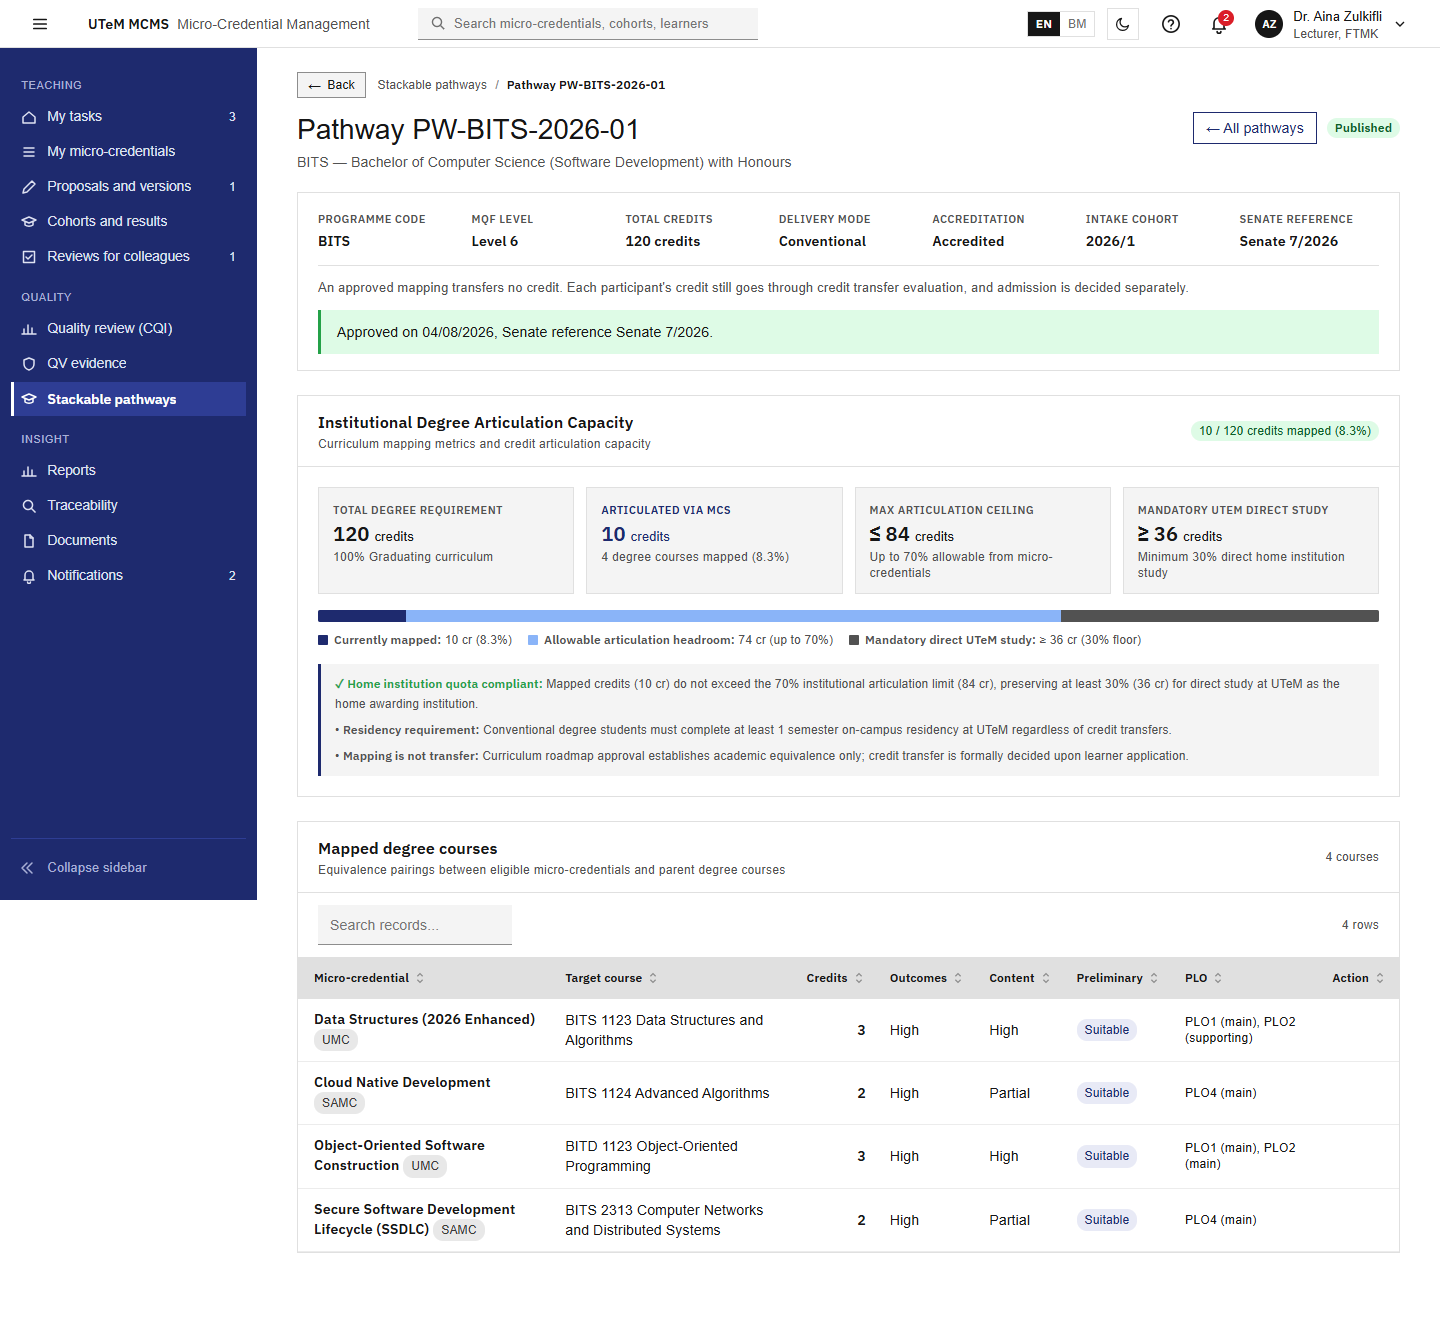 UTeM MCMS Micro-Credential Management
Search micro-credentials, cohorts, learners
EN BM
2
AZ
Dr. Aina Zulkifli
Lecturer, FTMK
TEACHING
My tasks 3
My micro-credentials
Proposals and versions 1
Cohorts and results
Reviews for colleagues 1
QUALITY
Quality review (CQI)
QV evidence
Stackable pathways
INSIGHT
Reports
Traceability
Documents
Notifications 2
Collapse sidebar
← Back Stackable pathways / Pathway PW-BITS-2026-01
Pathway PW-BITS-2026-01
← All pathways Published
BITS — Bachelor of Computer Science (Software Development) with Honours
PROGRAMME CODE MQF LEVEL TOTAL CREDITS DELIVERY MODE ACCREDITATION INTAKE COHORT SENATE REFERENCE
BITS Level 6 120 credits Conventional Accredited 2026/1 Senate 7/2026
An approved mapping transfers no credit. Each participant's credit still goes through credit transfer evaluation, and admission is decided separately.
Approved on 04/08/2026, Senate reference Senate 7/2026.
Institutional Degree Articulation Capacity
Curriculum mapping metrics and credit articulation capacity
10 / 120 credits mapped (8.3%)
TOTAL DEGREE REQUIREMENT
120 credits
100% Graduating curriculum
ARTICULATED VIA MCS
10 credits
4 degree courses mapped (8.3%)
MAX ARTICULATION CEILING
≤ 84 credits
Up to 70% allowable from micro-
credentials
MANDATORY UTEM DIRECT STUDY
≥ 36 credits
Minimum 30% direct home institution
study
Currently mapped: 10 cr (8.3%) Allowable articulation headroom: 74 cr (up to 70%) Mandatory direct UTeM study: ≥ 36 cr (30% floor)
✓ Home institution quota compliant: Mapped credits (10 cr) do not exceed the 70% institutional articulation limit (84 cr), preserving at least 30% (36 cr) for direct study at UTeM as the
home awarding institution.
• Residency requirement: Conventional degree students must complete at least 1 semester on-campus residency at UTeM regardless of credit transfers.
• Mapping is not transfer: Curriculum roadmap approval establishes academic equivalence only; credit transfer is formally decided upon learner application.
Mapped degree courses
Equivalence pairings between eligible micro-credentials and parent degree courses
4 courses
Search records...
4 rows
Micro-credential Target course Credits Outcomes Content Preliminary PLO Action
Data Structures (2026 Enhanced)
UMC
BITS 1123 Data Structures and
Algorithms
3 High High Suitable
PLO1 (main), PLO2
(supporting)
Cloud Native Development
SAMC
BITS 1124 Advanced Algorithms
2 High Partial Suitable
PLO4 (main)
Object-Oriented Software
Construction UMC
BITD 1123 Object-Oriented
Programming
3 High High Suitable
PLO1 (main), PLO2
(main)
Secure Software Development
Lifecycle (SSDLC) SAMC
BITS 2313 Computer Networks
and Distributed Systems
2 High Partial Suitable
PLO4 (main)